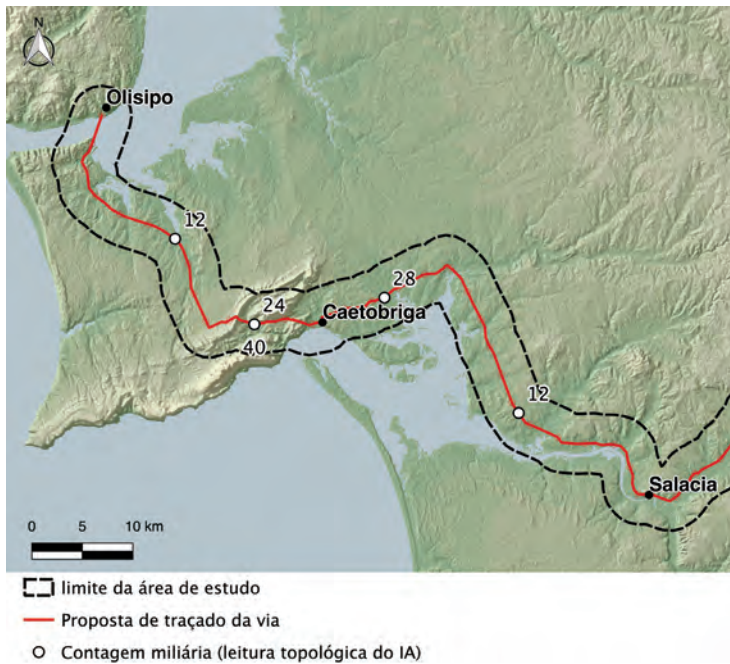 N
Olisipo
12
28
24
Caetobriga
40
12
Salacia
0 5 10 km
limite da área de estudo
Proposta de traçado da via
Contagem miliária (leitura topológica do IA)